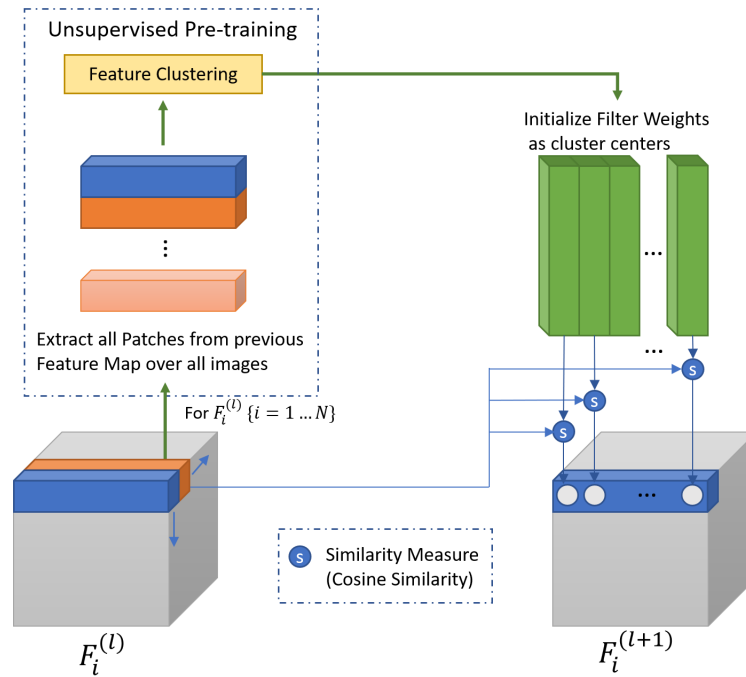 Unsupervised Pre-training
Feature Clustering
Initialize Filter Weights
as cluster centers
⋮
...
Extract all Patches from previous
Feature Map over all images
...
S
S
S
For $F_i^{(l)}$ {$i = 1 … N$}
...
S Similarity Measure
(Cosine Similarity)
$F_i^{(l)}$
$F_i^{(l+1)}$